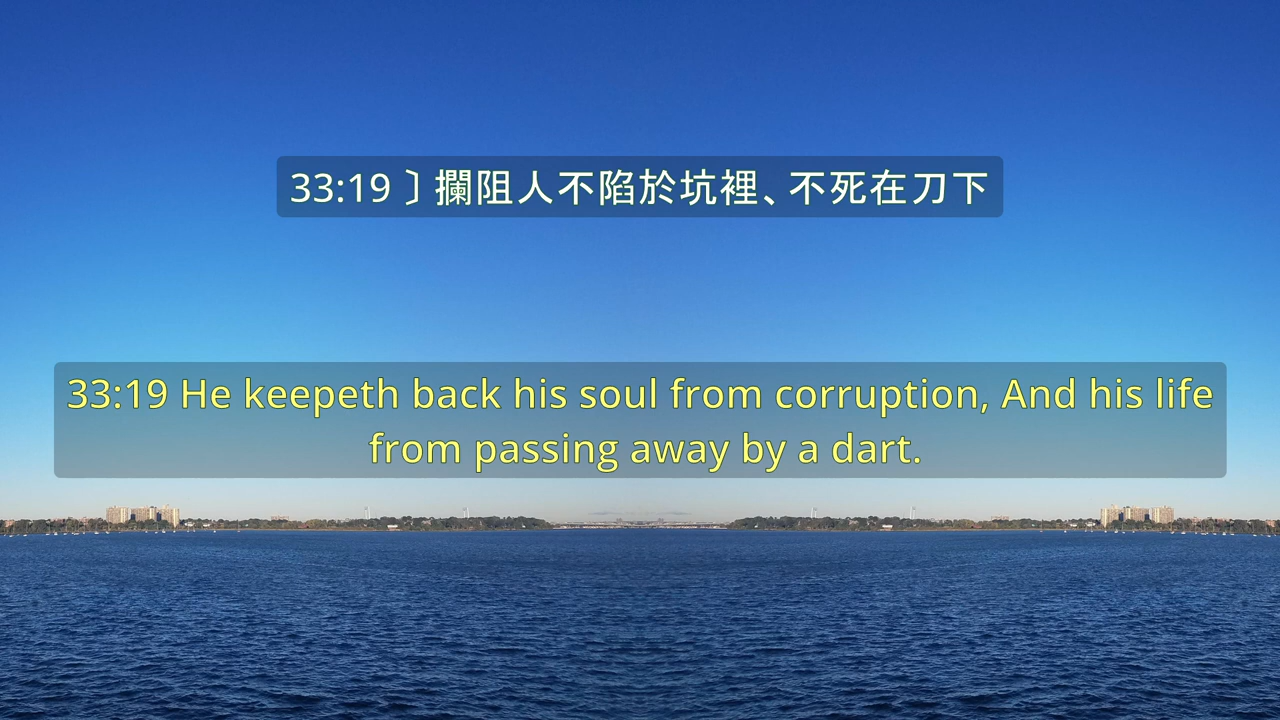 33:19 〕攔阻人不陷於坑裡、不死在刀下
33:19 He keepeth back his soul from corruption, And his life
from passing away by a dart.